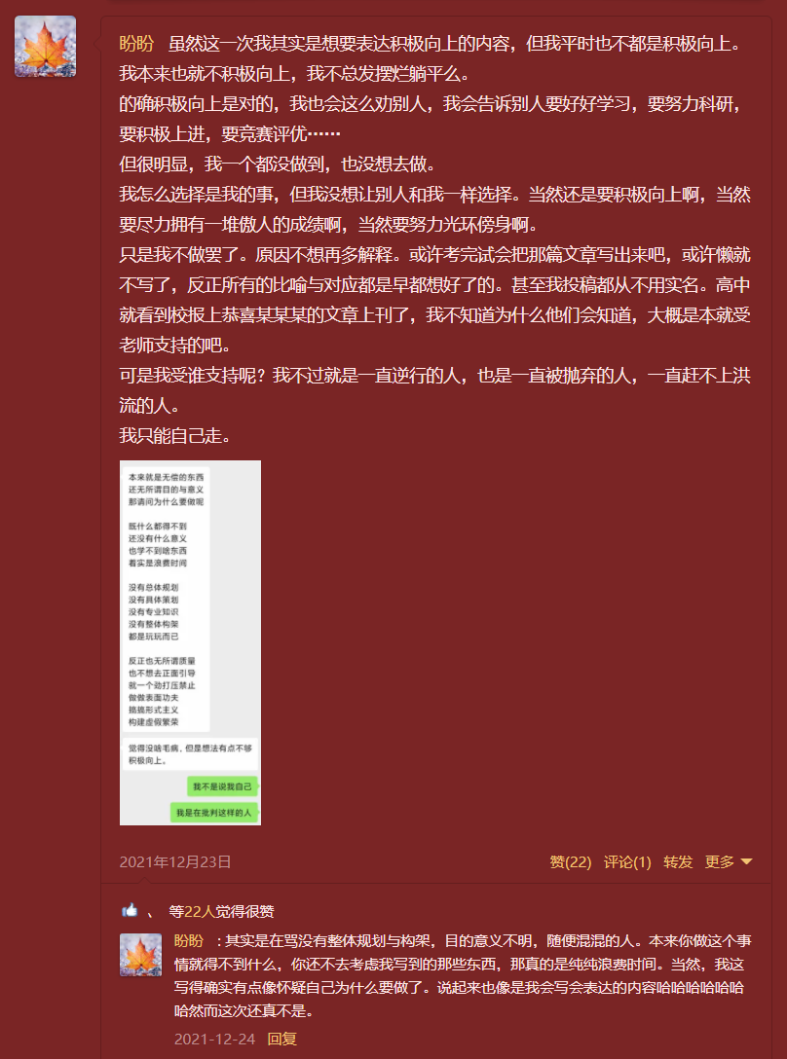 盼盼 虽然这一次我其实是想要表达积极向上的内容，但我平时也不都是积极向上。
我本来也就不积极向上，我不总发摆烂躺平么。
的确积极向上是对的，我也会这么劝别人，我会告诉别人要好好学习，要努力科研，
要积极上进，要竞赛评优······
但很明显，我一个都没做到，也没想去做。
我怎么选择是我的事，但我没想让别人和我一样选择。当然还是要积极向上啊，当然
要尽力拥有一堆傲人的成绩啊，当然要努力光环傍身啊。
只是我不做罢了。原因不想再多解释。或许考完试会把那篇文章写出来吧，或许懒就
不写了，反正所有的比喻与对应都是早都想好了的。甚至我投稿都从不用实名。高中
就看到校报上恭喜某某某的文章上刊了，我不知道为什么他们会知道，大概是本就受
老师支持的吧。
可是我受谁支持呢？我不过就是一直逆行的人，也是一直被抛弃的人，一直赶不上洪
流的人。
我只能自己走。
本来就是无偿的东西
还无所谓目的与意义
那请问为什么要做呢
既什么都得不到
还没有什么意义
也学不到啥东西
着实是浪费时间
没有总体规划
没有具体策划
没有专业知识
没有整体构架
都是玩玩而已
反正也无所谓质量
也不想去正面引导
就一个劲打压禁止
做做表面功夫
搞搞形式主义
构建虚假繁荣
觉得没啥毛病，但是想法有点不够
积极向上。
我不是说我自己
我是在批判这样的人
2021年12月23日 赞(22) 评论(1) 转发 更多
、 等22人觉得很赞
盼盼 ：其实是在骂没有整体规划与构架，目的意义不明，随便混混的人。本来你做这个事
情就得不到什么，你还不去考虑我写到的那些东西，那真的是纯纯浪费时间。当然，我这
写得确实有点像怀疑自己为什么要做了。说起来也像是我会写会表达的内容哈哈哈哈哈哈
哈然而这次还真不是。
2021-12-24 回复